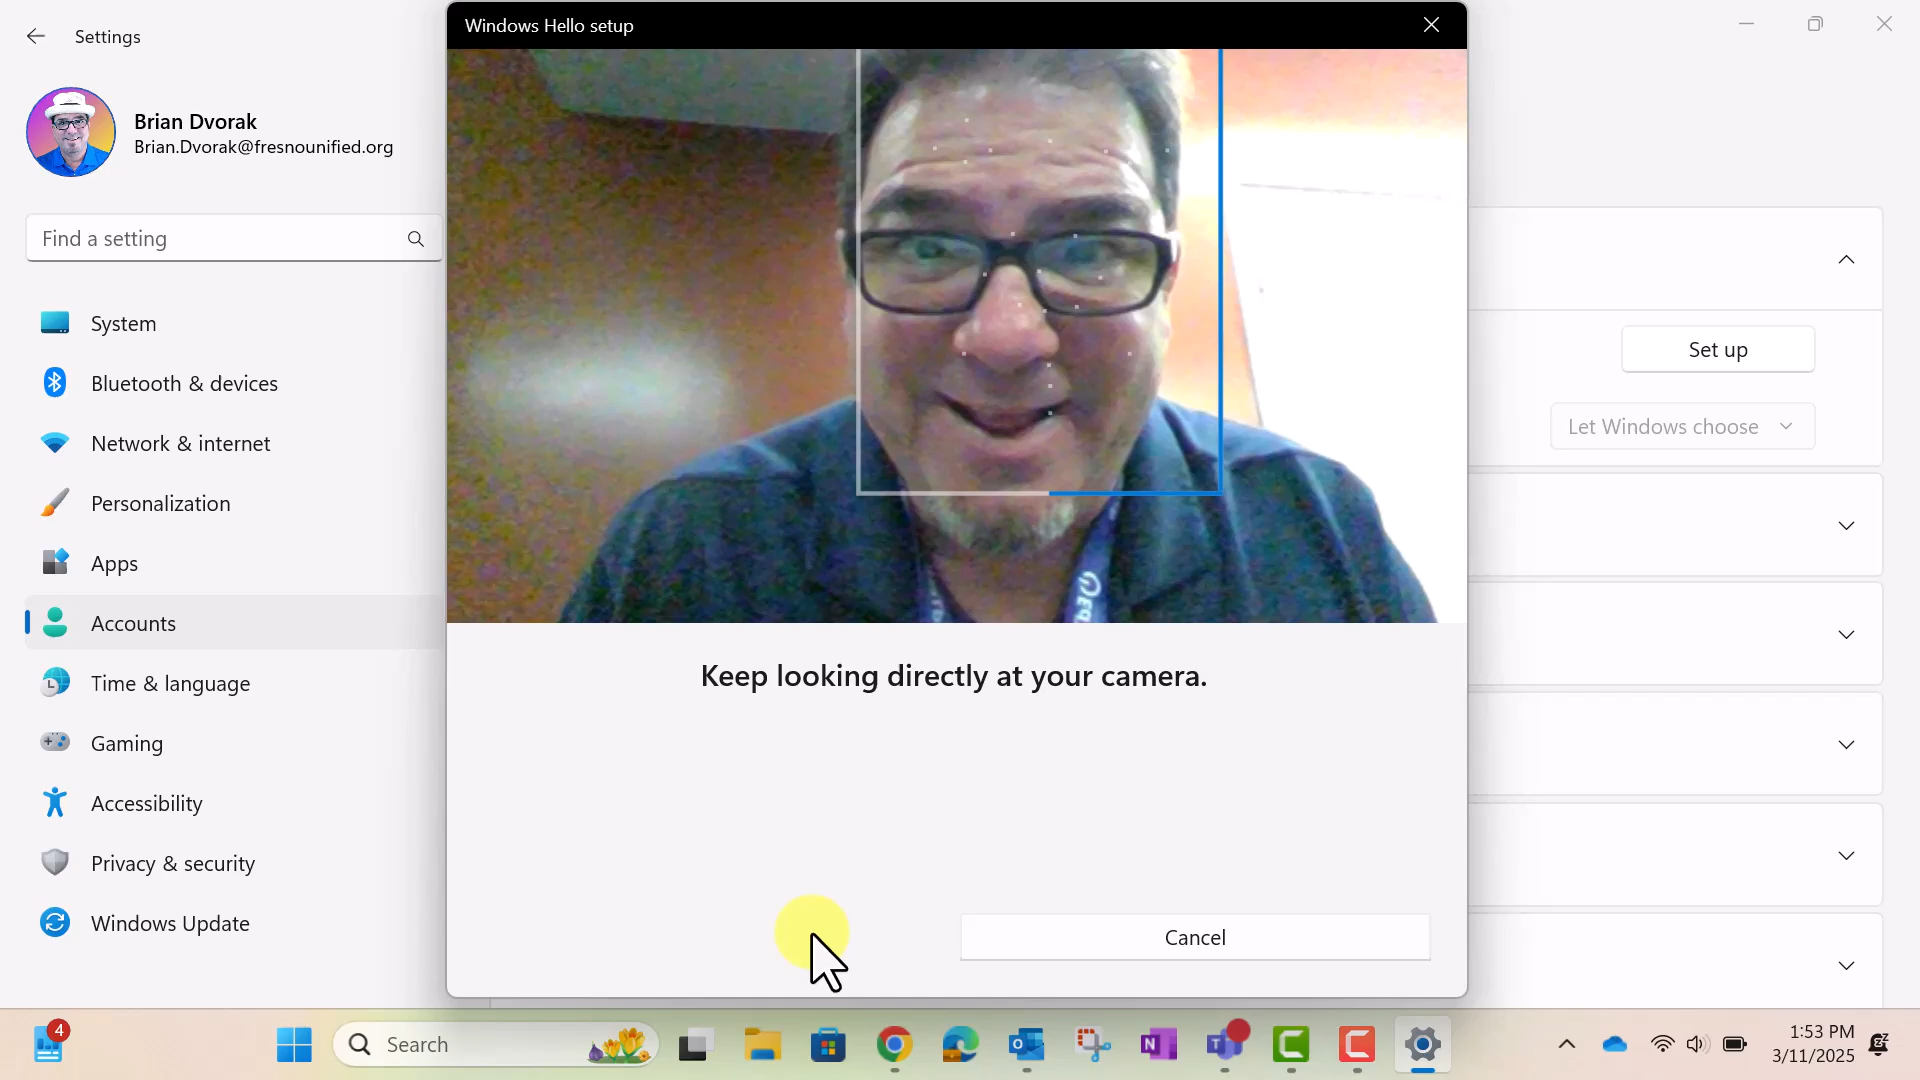 Settings
Brian Dvorak
Brian.Dvorak@fresnounified.org
Find a setting
System
Bluetooth & devices
Network & internet
Personalization
Apps
Accounts
Time & language
Gaming
Accessibility
Privacy & security
Windows Update
Windows Hello setup
Keep looking directly at your camera.
Cancel
Set up
Let Windows choose
4
Search
1:53 PM
3/11/2025